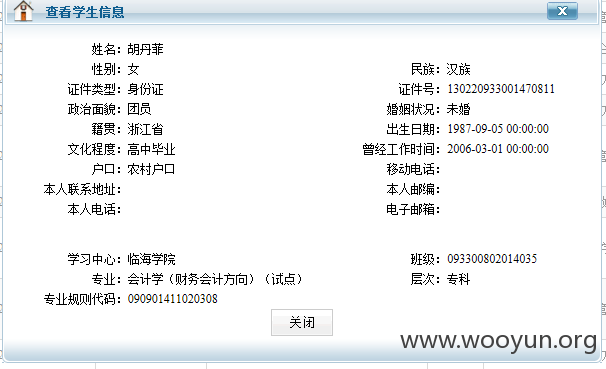 查看学生信息
姓名：胡丹菲
性别：女 民族：汉族
证件类型：身份证 证件号：130220933001470811
政治面貌：团员 婚姻状况：未婚
籍贯：浙江省 出生日期：1987-09-05 00:00:00
文化程度：高中毕业 曾经工作时间：2006-03-01 00:00:00
户口：农村户口 移动电话：
本人联系地址： 本人邮编：
本人电话： 电子邮箱：
学习中心：临海学院 班级：093300802014035
专业：会计学（财务会计方向）（试点） 层次：专科
专业规则代码：090901411020308
关闭
www.wooyun.org